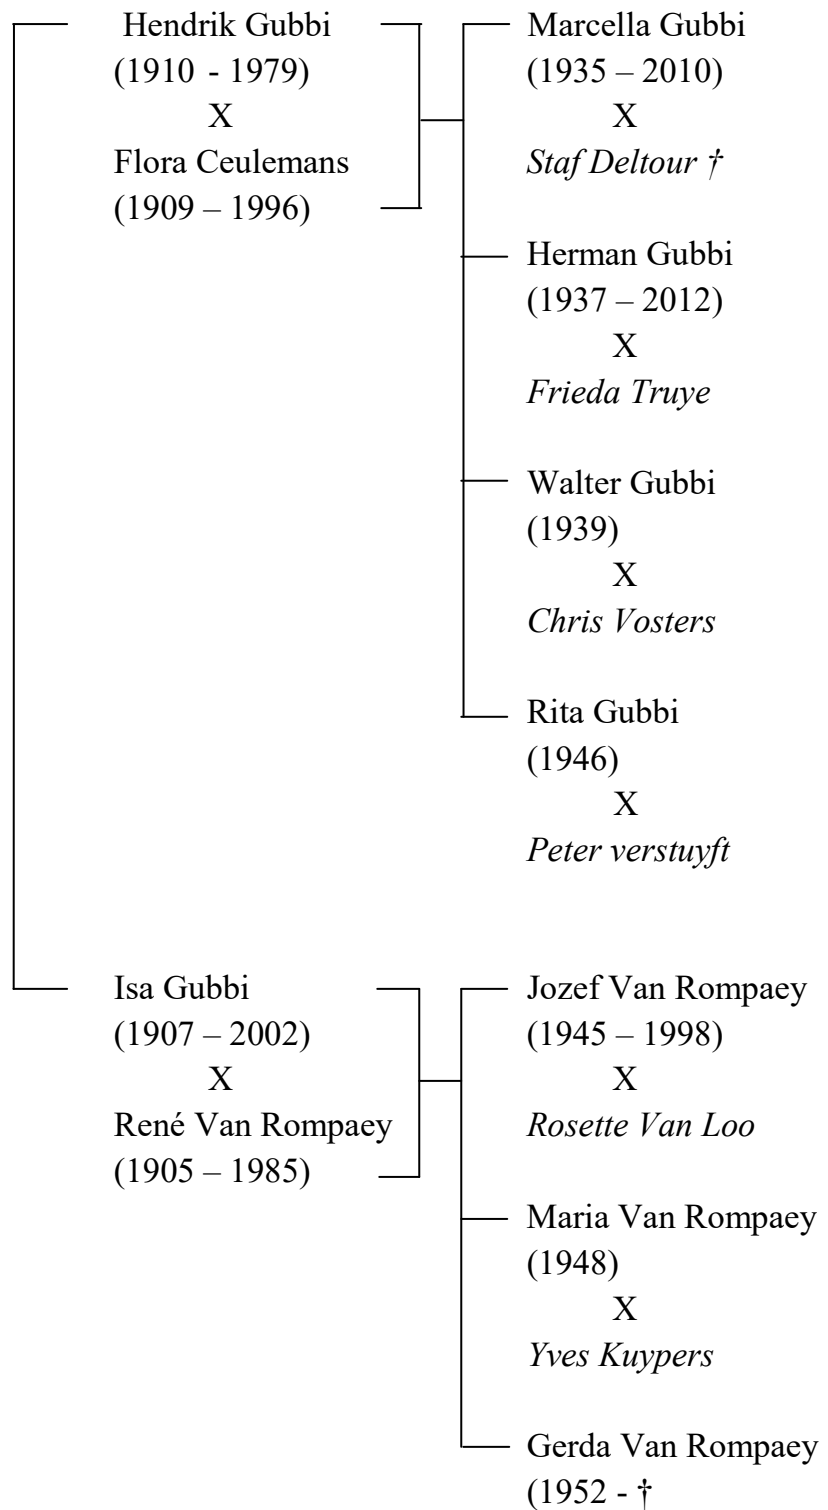 Hendrik Gubbi
(1910 - 1979)
X
Flora Ceulemans
(1909 – 1996)
Marcella Gubbi
(1935 – 2010)
X
Staf Deltour †
Herman Gubbi
(1937 – 2012)
X
Frieda Truye
Walter Gubbi
(1939)
X
Chris Vosters
Rita Gubbi
(1946)
X
Peter verstuyft
Isa Gubbi
(1907 – 2002)
X
René Van Rompaey
(1905 – 1985)
Jozef Van Rompaey
(1945 – 1998)
X
Rosette Van Loo
Maria Van Rompaey
(1948)
X
Yves Kuypers
Gerda Van Rompaey
(1952 - †